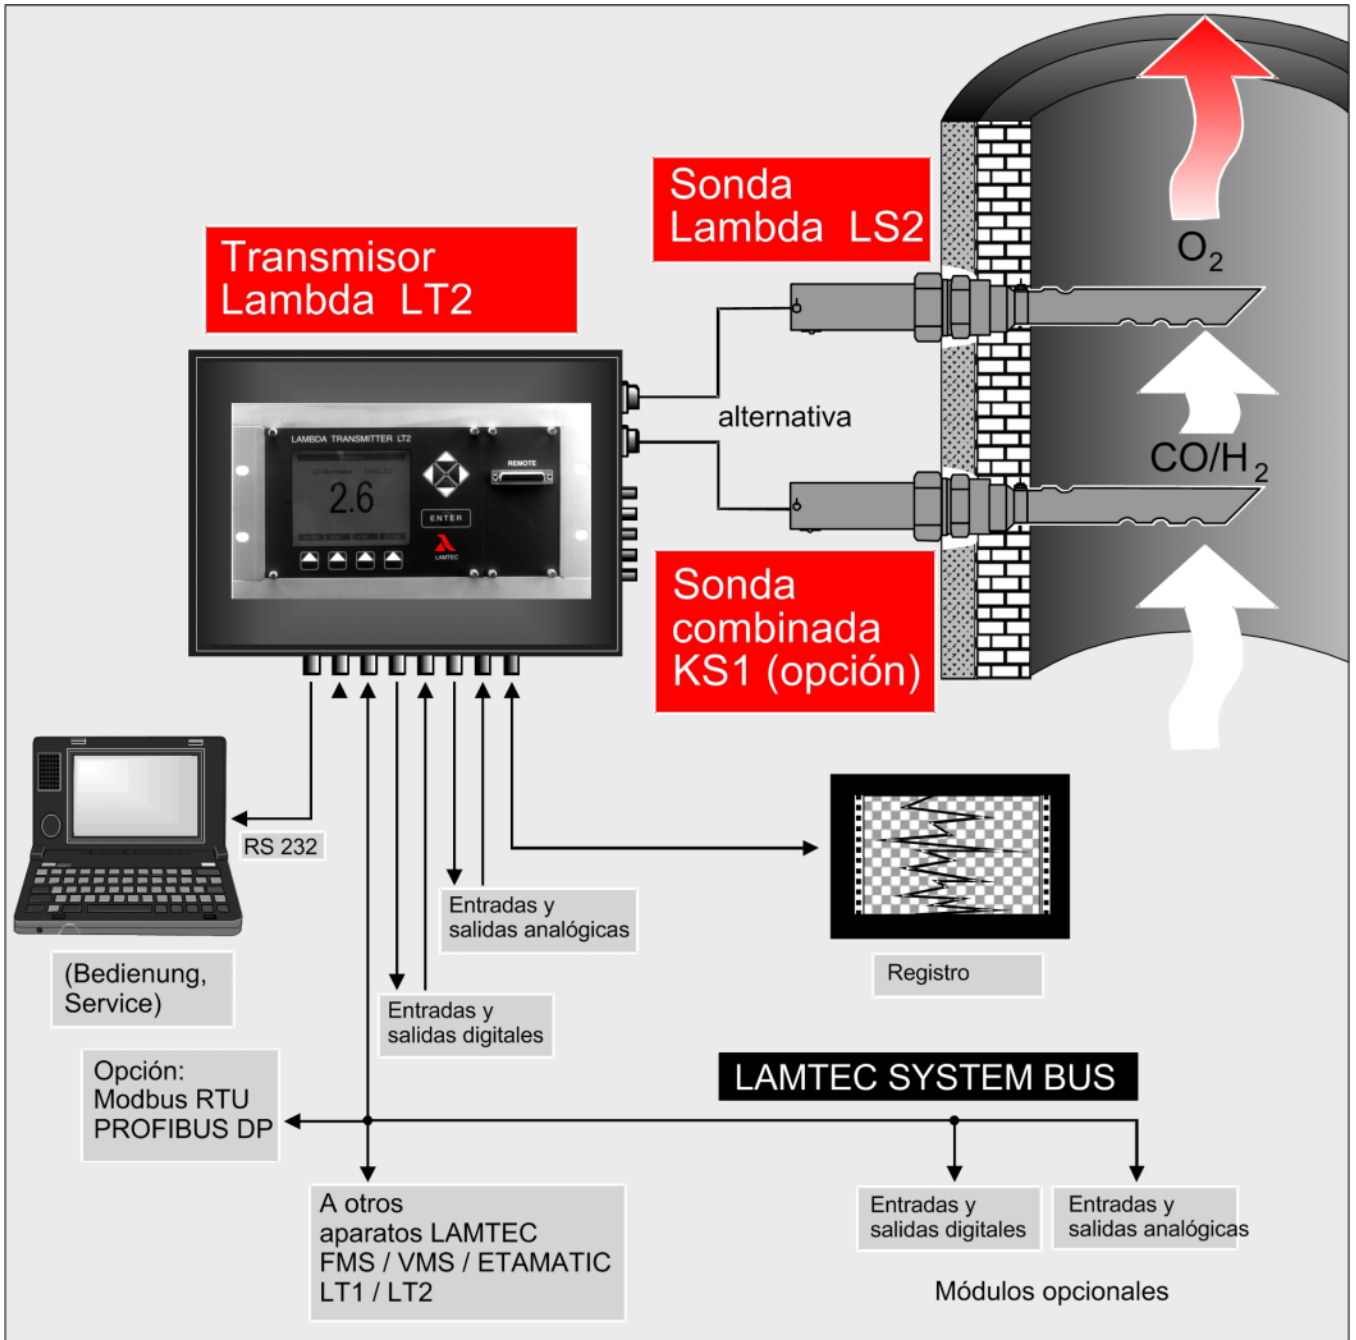 Sonda
Lambda LS2
Transmisor
Lambda LT2
O2
alternativa
LAMBDA TRANSMITTER LT2
REMOTE
2.6
ENTER
LAMTEC
CO/H2
Sonda
combinada
KS1 (opción)
RS 232
Entradas y
salidas analógicas
Registro
(Bedienung,
Service)
Entradas y
salidas digitales
Opción:
Modbus RTU
PROFIBUS DP
LAMTEC SYSTEM BUS
A otros
aparatos LAMTEC
FMS / VMS / ETAMATIC
LT1 / LT2
Entradas y
salidas digitales
Entradas y
salidas analógicas
Módulos opcionales